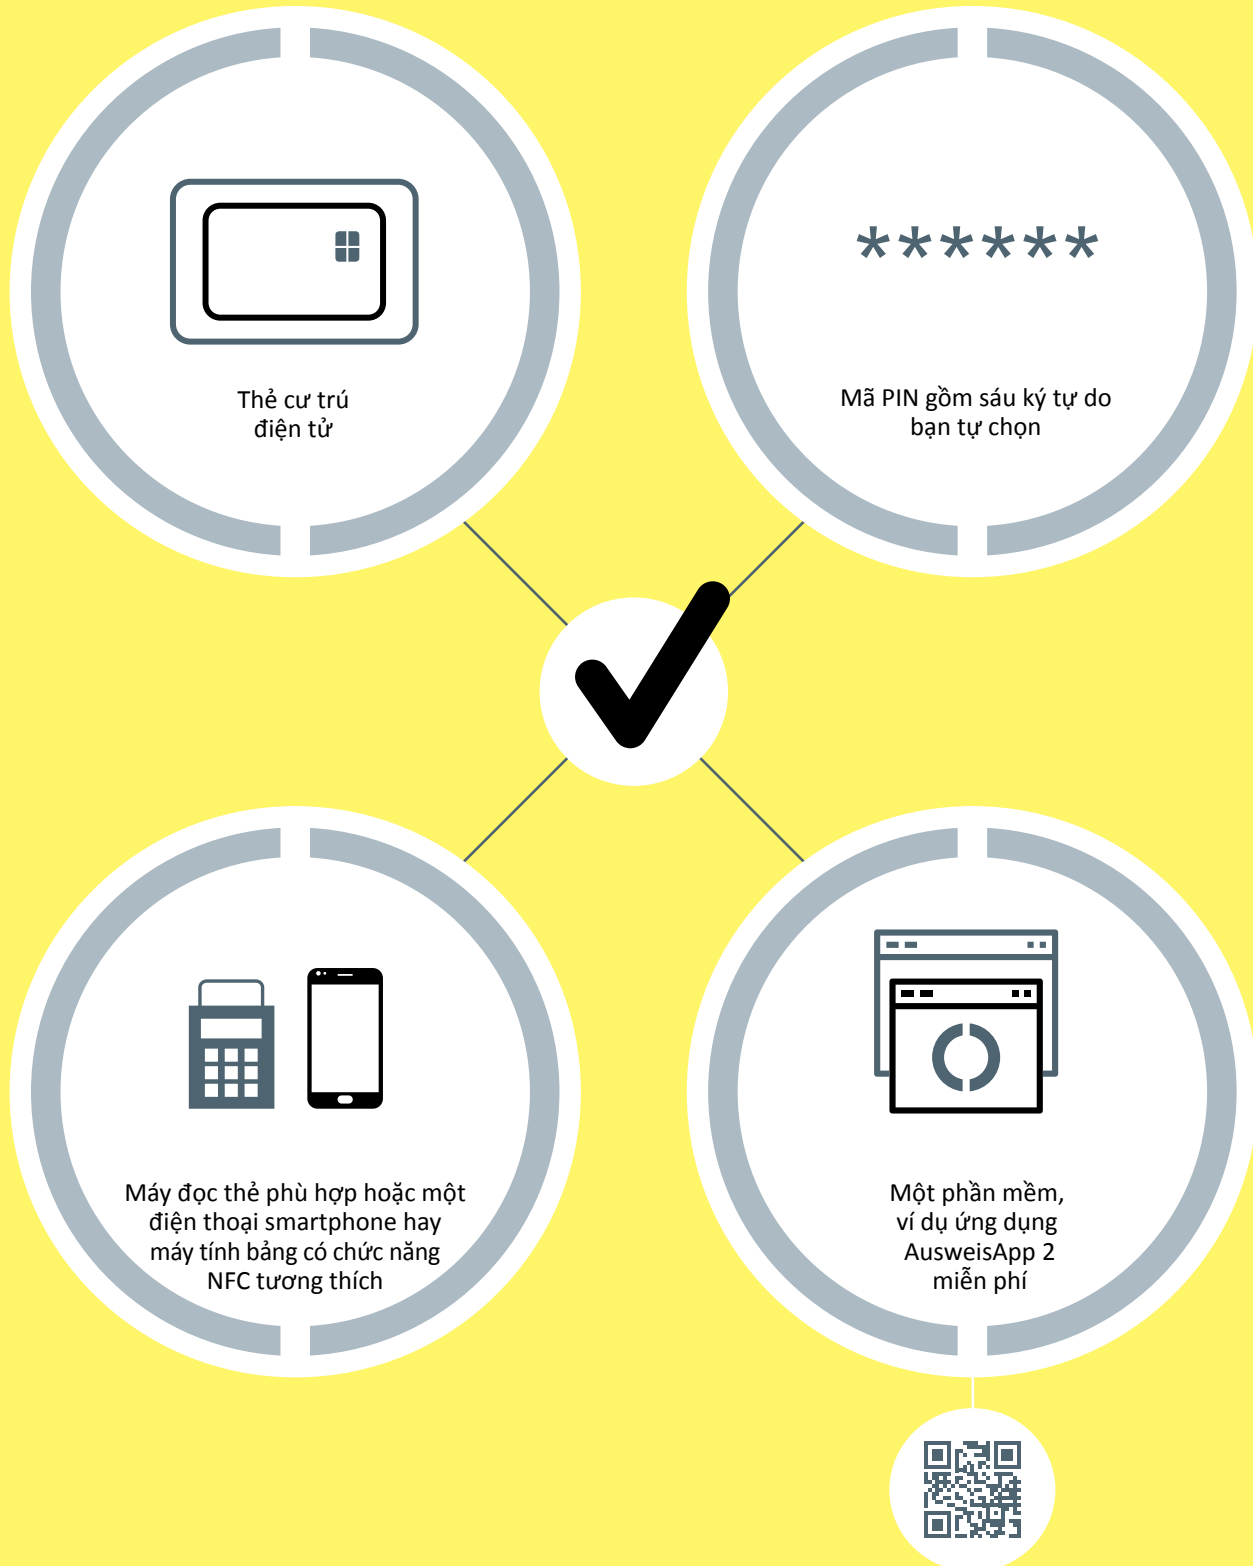 Thẻ cư trú
điện tử
******
Mã PIN gồm sáu ký tự do
bạn tự chọn
Máy đọc thẻ phù hợp hoặc một
điện thoại smartphone hay
máy tính bảng có chức năng
NFC tương thích
Một phần mềm,
ví dụ ứng dụng
AusweisApp 2
miễn phí